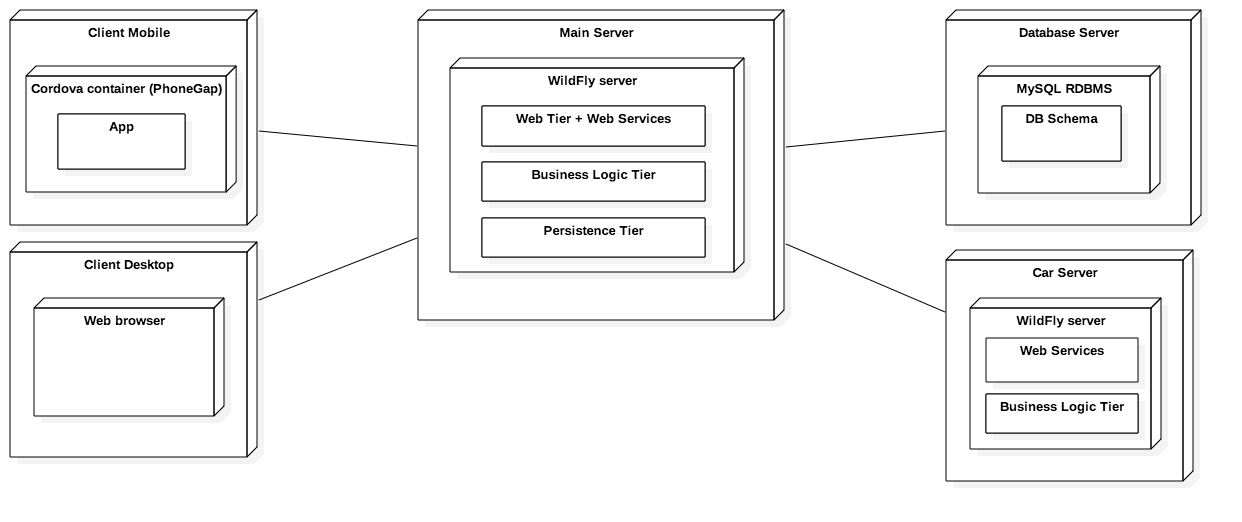 Client Mobile
Cordova container (PhoneGap)
App
Client Desktop
Web browser
Main Server
WildFly server
Web Tier + Web Services
Business Logic Tier
Persistence Tier
Database Server
MySQL RDBMS
DB Schema
Car Server
WildFly server
Web Services
Business Logic Tier